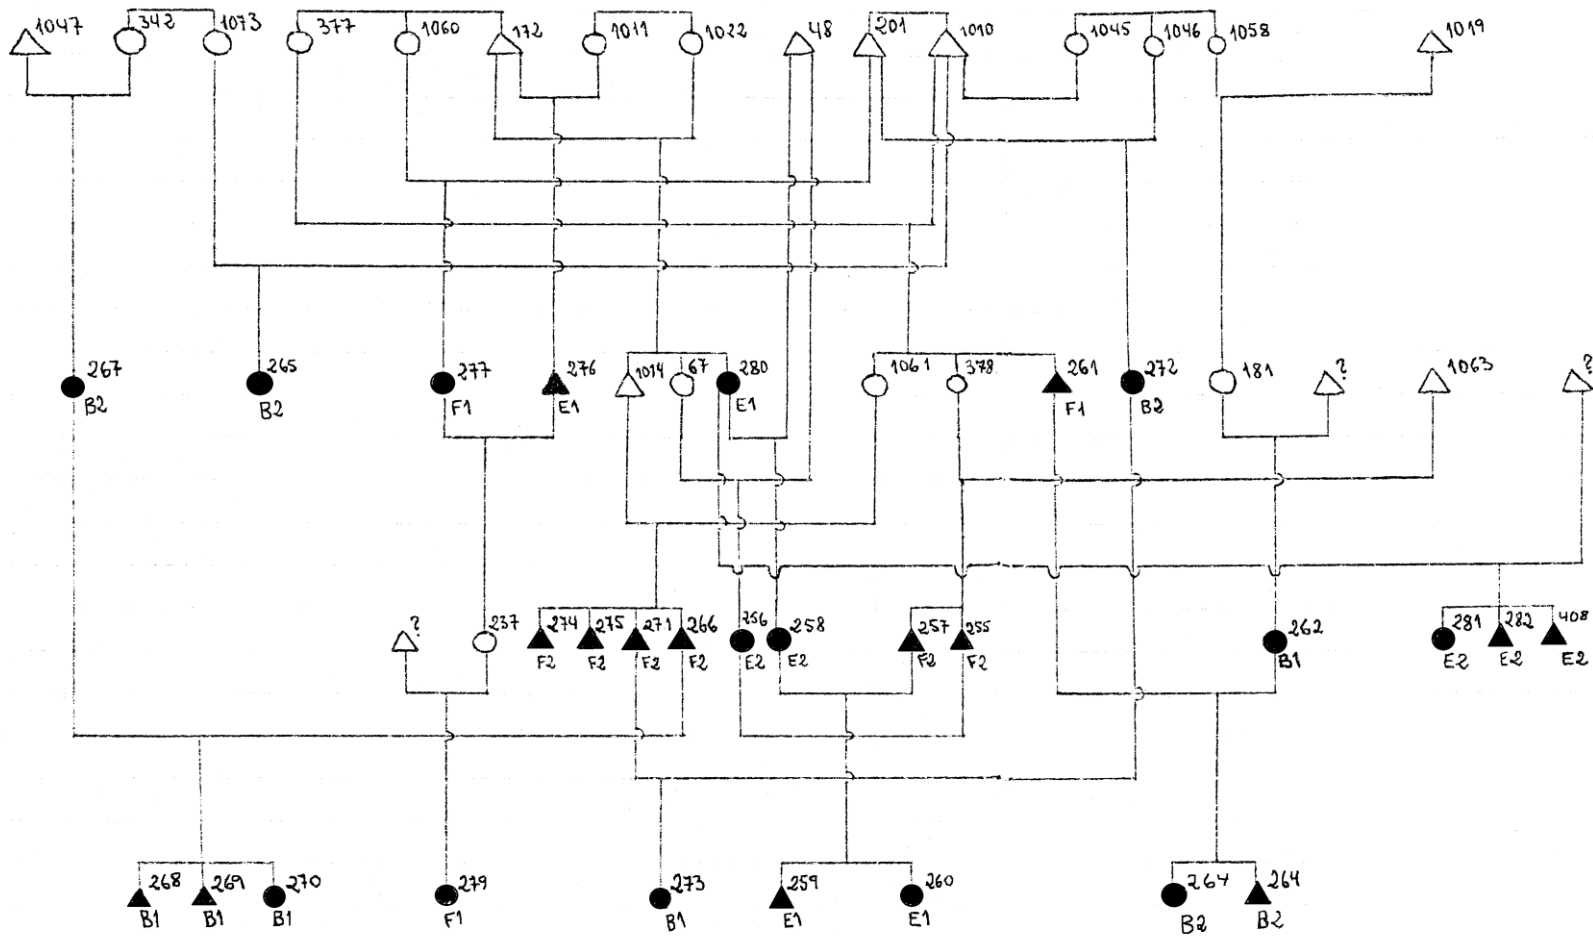 1047 342 1073 377 1060 172 1011 1022 48 201 1010 1045 1046 1058 1019
267 265 277 276 1014 67 280 1061 378 261 272 181 ? 1063 ?
B2 B2 F1 E1 E1 F1 B2
? 237 274 275 271 266 256 258 257 255 262 281 282 408
F2 F2 F2 F2 E2 E2 F2 F2 B1 E2 E2 E2
268 269 270 279 273 259 260 264 264
B1 B1 B1 F1 B1 E1 E1 B2 B2